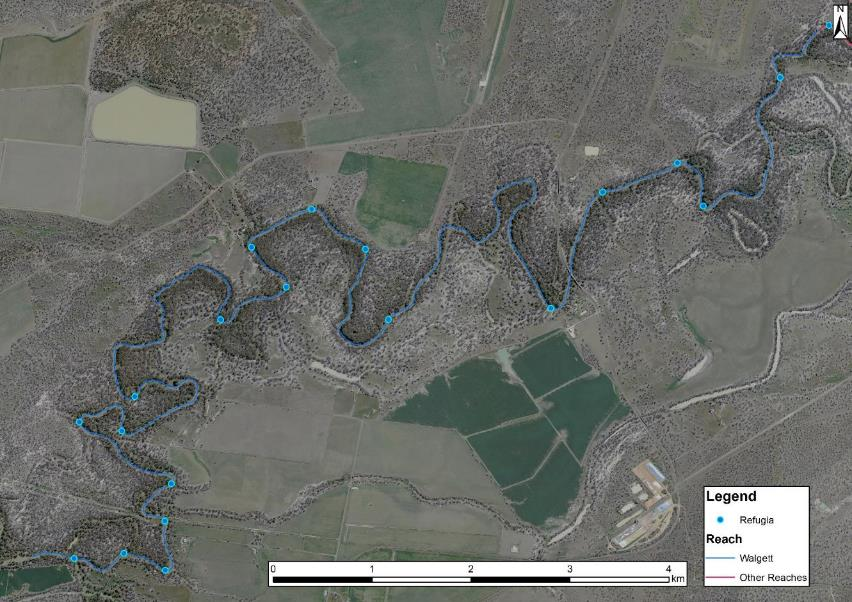 N
Legend
Refugia
Reach
Walgett
Other Reaches
0 1 2 3 4
km